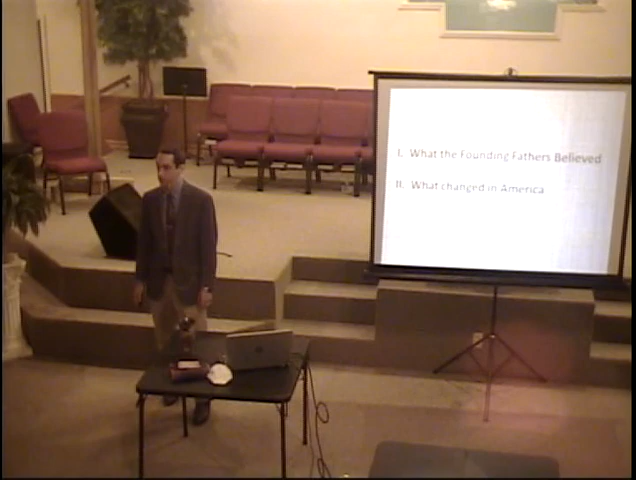 I. What the Founding Fathers Believed
II. What changed in America